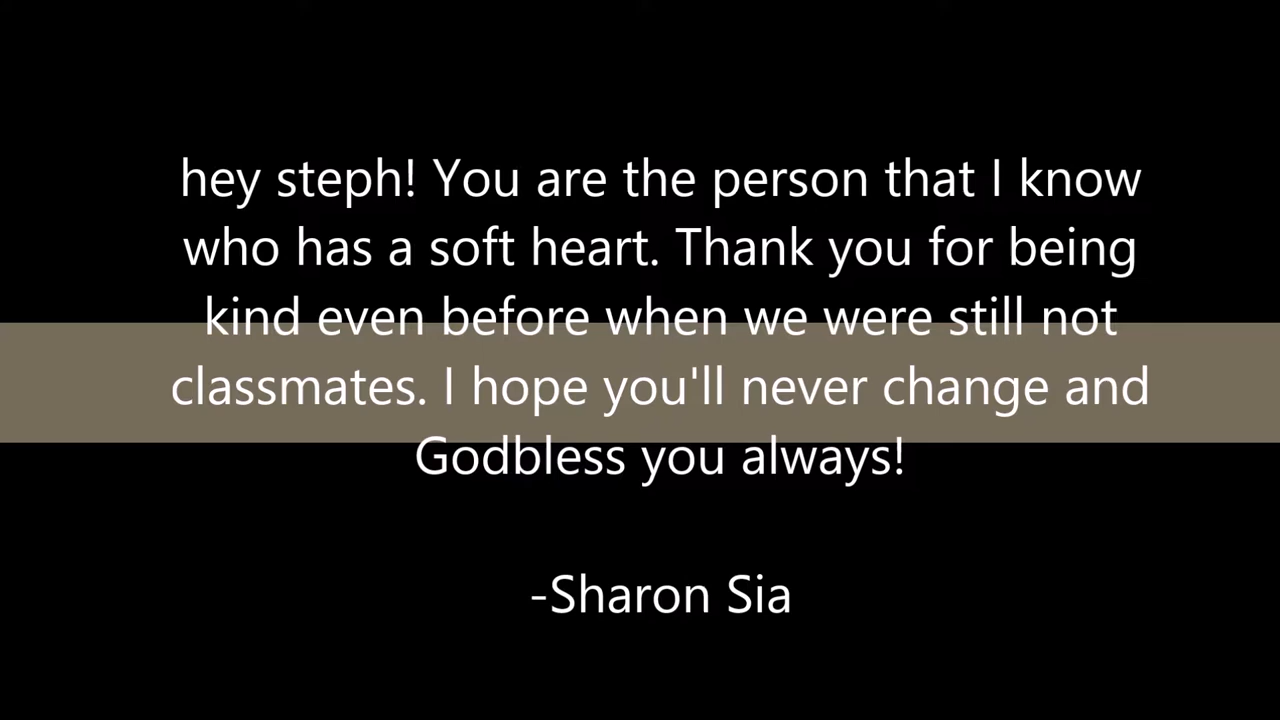 hey steph! You are the person that I know
who has a soft heart. Thank you for being
kind even before when we were still not
classmates. I hope you'll never change and
Godbless you always!
-Sharon Sia